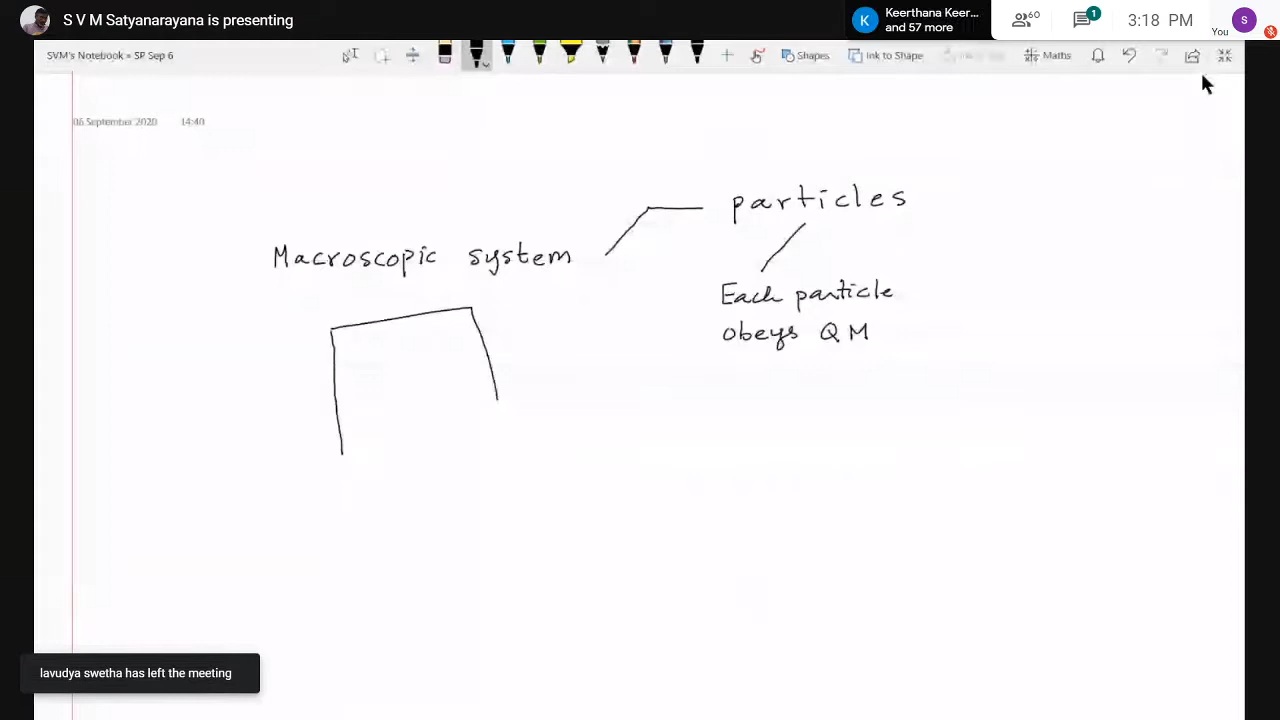 S V M Satyanarayana is presenting
Keerthana Keer...
and 57 more
60
1
3:18 PM
You
S
K
SVM's Notebook » SP Sep 6
Shapes
Ink to Shape
Maths
06 September 2020 14:40
particles
Macroscopic system
Each particle
obeys QM
lavudya swetha has left the meeting